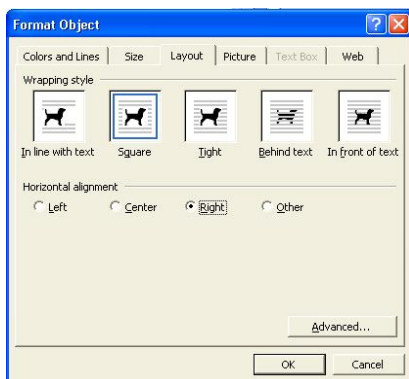 Format Object
Colors and Lines Size Layout Picture Text Box Web
Wrapping style
In line with text Square Tight Behind text In front of text
Horizontal alignment
Left Center Right Other
Advanced...
OK Cancel